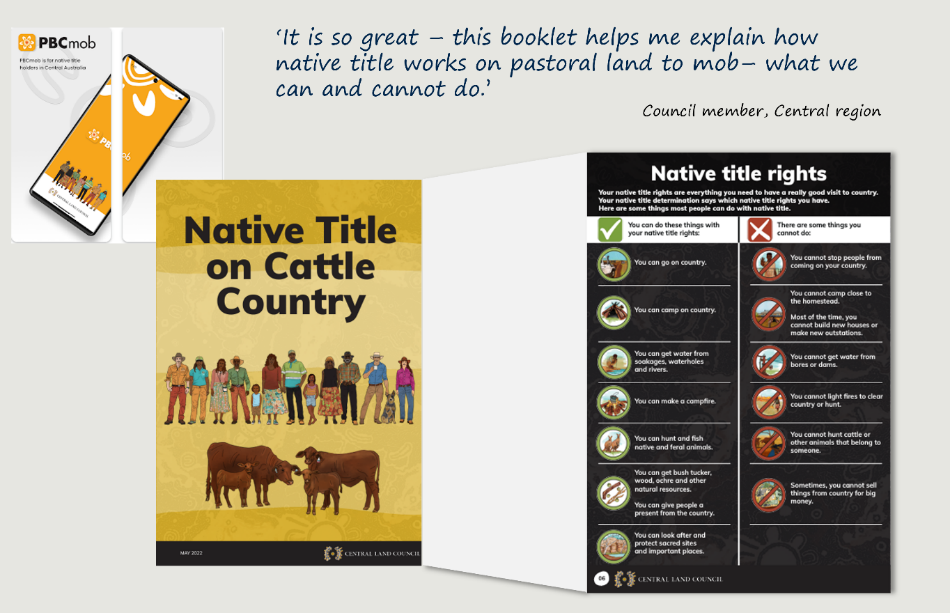 PBCmob
PBCmob is for native title
holders in Central Australia
PBCmob
CENTRAL LAND COUNCIL
‘It is so great – this booklet helps me explain how
native title works on pastoral land to mob– what we
can and cannot do.’
Council member, Central region
Native Title
on Cattle
Country
MAY 2022
CENTRAL LAND COUNCIL
Native title rights
Your native title rights are everything you need to have a really good visit to country.
Your native title determination says which native title rights you have.
Here are some things most people can do with native title.
You can do these things with
your native title rights:
You can go on country.
You can camp on country.
You can get water from
soakages, waterholes
and rivers.
You can make a campfire.
You can hunt and fish
native and feral animals.
You can get bush tucker,
wood, ochre and other
natural resources.
You can give people a
present from the country.
You can look after and
protect sacred sites
and important places.
There are some things you
cannot do:
You cannot stop people from
coming on your country.
You cannot camp close to
the homestead.
Most of the time, you
cannot build new houses or
make new outstations.
You cannot get water from
bores or dams.
You cannot light fires to clear
country or hunt.
You cannot hunt cattle or
other animals that belong to
someone.
Sometimes, you cannot sell
things from country for big
money.
06
CENTRAL LAND COUNCIL